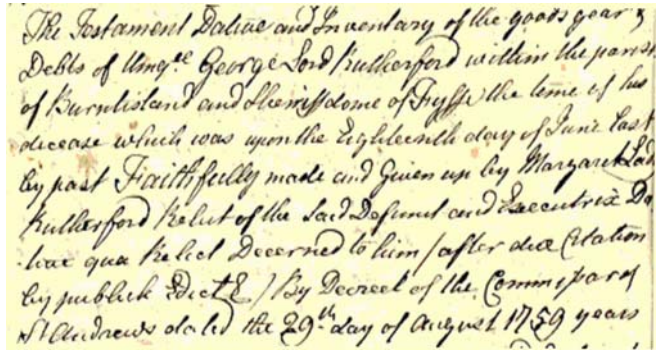 The Testament Dative and Inventary of the goods gear &
Debts of Umqll George Lord Rutherford within the parish
of Burntisland and Sherriffdome of Fyffe the time of his
decease which was upon the Eighteenth day of June last
by past Faithfully made and Given up by Margaret Lady
Rutherford Relict of the said Defunct and Executrix Da
tive qua Relict Decerned to him / after due Citation
by publick Edict / By Decreet of the Commissary of
St Andrews dated the 29th day of August 1759 years